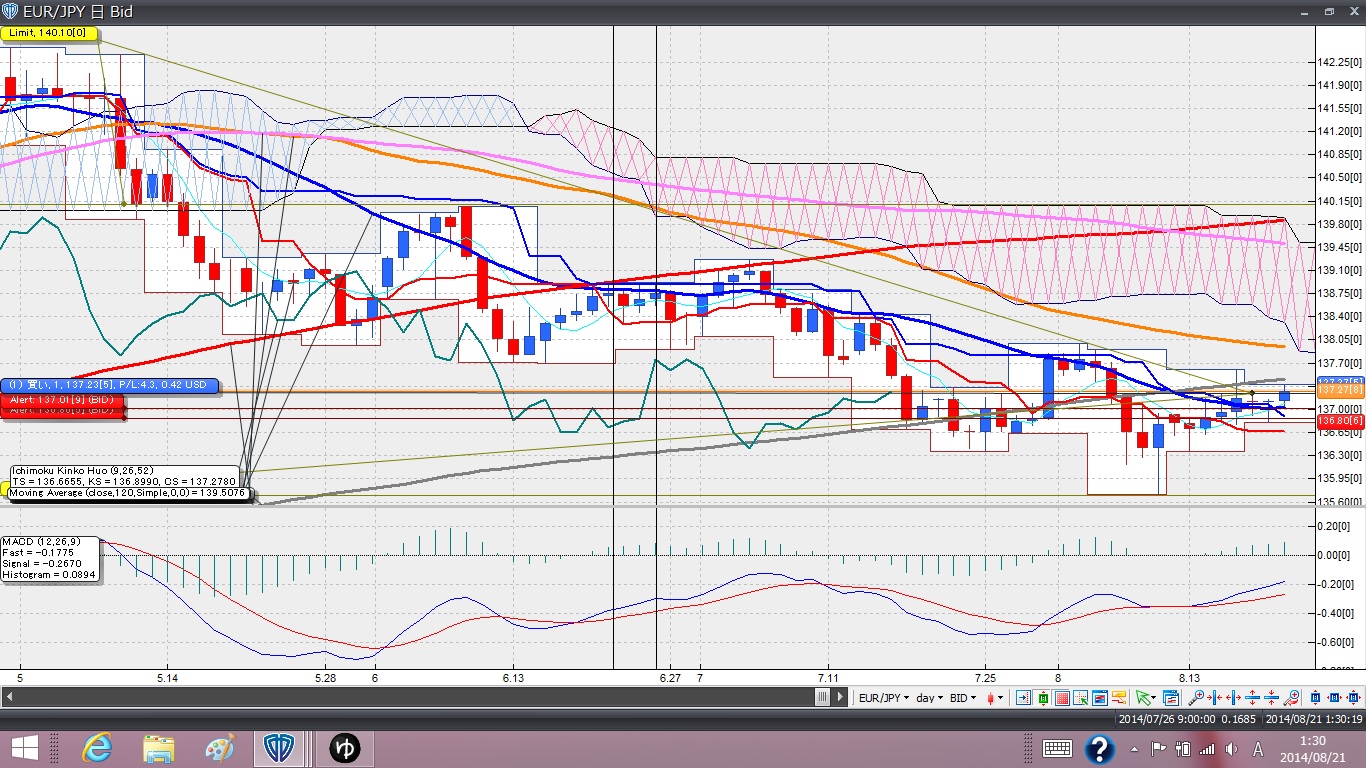 EUR/JPY 日 Bid
Limit, 140.10[0]
142.25[0]
141.90[0]
141.55[0]
141.20[0]
140.85[0]
140.50[0]
140.15[0]
139.80[0]
139.45[0]
139.10[0]
138.75[0]
138.40[0]
138.05[0]
137.70[0]
137.27[8]
137.00[0]
136.80[6]
136.65[0]
136.30[0]
135.95[0]
135.60[0]
(1) 買い, 1, 137.23[5], P/L:4.3, 0.42 USD
Alert: 137.01[9] (BID)
Ichimoku Kinko Huo (9,26,52)
TS = 136.6655, KS = 136.8990, CS = 137.2780
Moving Average (close,120,Simple,0,0) = 139.5076
MACD (12,26,9)
Fast = -0.1775
Signal = -0.2670
Histogram = 0.0894
0.20[0]
0.00[0]
-0.20[0]
-0.40[0]
-0.60[0]
5 5.14 5.28 6 6.13 6.27 7 7.11 7.25 8 8.13
EUR/JPY day BID
2014/07/26 9:00:00 0.1685 2014/08/21 1:30:19
ゆ
A
1:30
2014/08/21